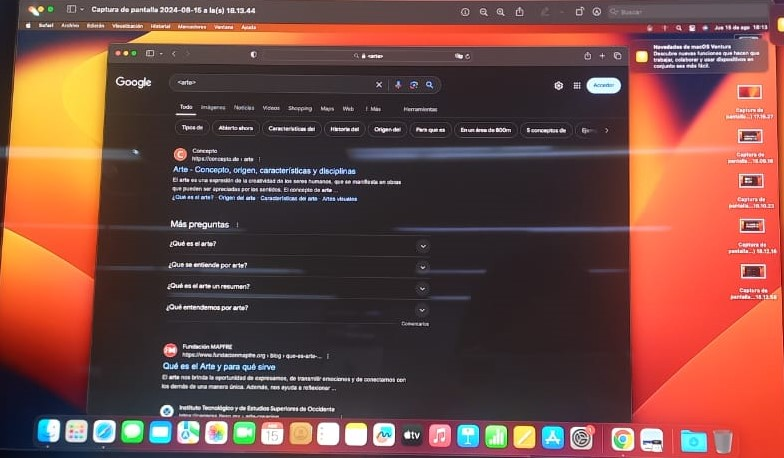 Captura de pantalla 2024-08-15 a la(s) 18.13.44
Buscar
Safari Archivo Edición Visualización Historial Marcadores Ventana Ayuda
Jue 15 de ago 18:13
Novedades de macOS Ventura
Descubre nuevas funciones que hacen que
trabajar, colaborar y usar dispositivos en
conjunto sea más fácil.
<arte>
Google
<arte>
Acceder
Todo Imágenes Noticias Videos Shopping Maps Web Más Herramientas
Tipos de
Abierto ahora
Características del
Historia del
Origen del
Para que es
En un área de 800m
5 conceptos de
Concepto
https://concepto.de › arte
Arte - Concepto, origen, características y disciplinas
El arte es una expresión de la creatividad de los seres humanos, que se manifiesta en obras
que pueden ser apreciadas por los sentidos. El concepto de arte ...
¿Qué es el arte? · Origen del arte · Características del arte · Artes visuales
Más preguntas
¿Qué es el arte?
¿Que se entiende por arte?
¿Qué es el arte un resumen?
¿Qué entendemos por arte?
Comentarios
Fundación MAPFRE
https://www.fundacionmapfre.org › blog › que-es-arte-...
Qué es el Arte y para qué sirve
El arte nos brinda la oportunidad de expresarnos, de transmitir emociones y de conectarnos con
los demás de una manera única. Además, nos ayuda a reflexionar ...
Instituto Tecnológico y de Estudios Superiores de Occidente
Captura de
pantalla...) 17.16.27
Captura de
Captura de
pantalla...18.10.23
Captura de
pantalla...) 18.12.16
Captura de
pantalla...18.12.58
AGO
15
tv